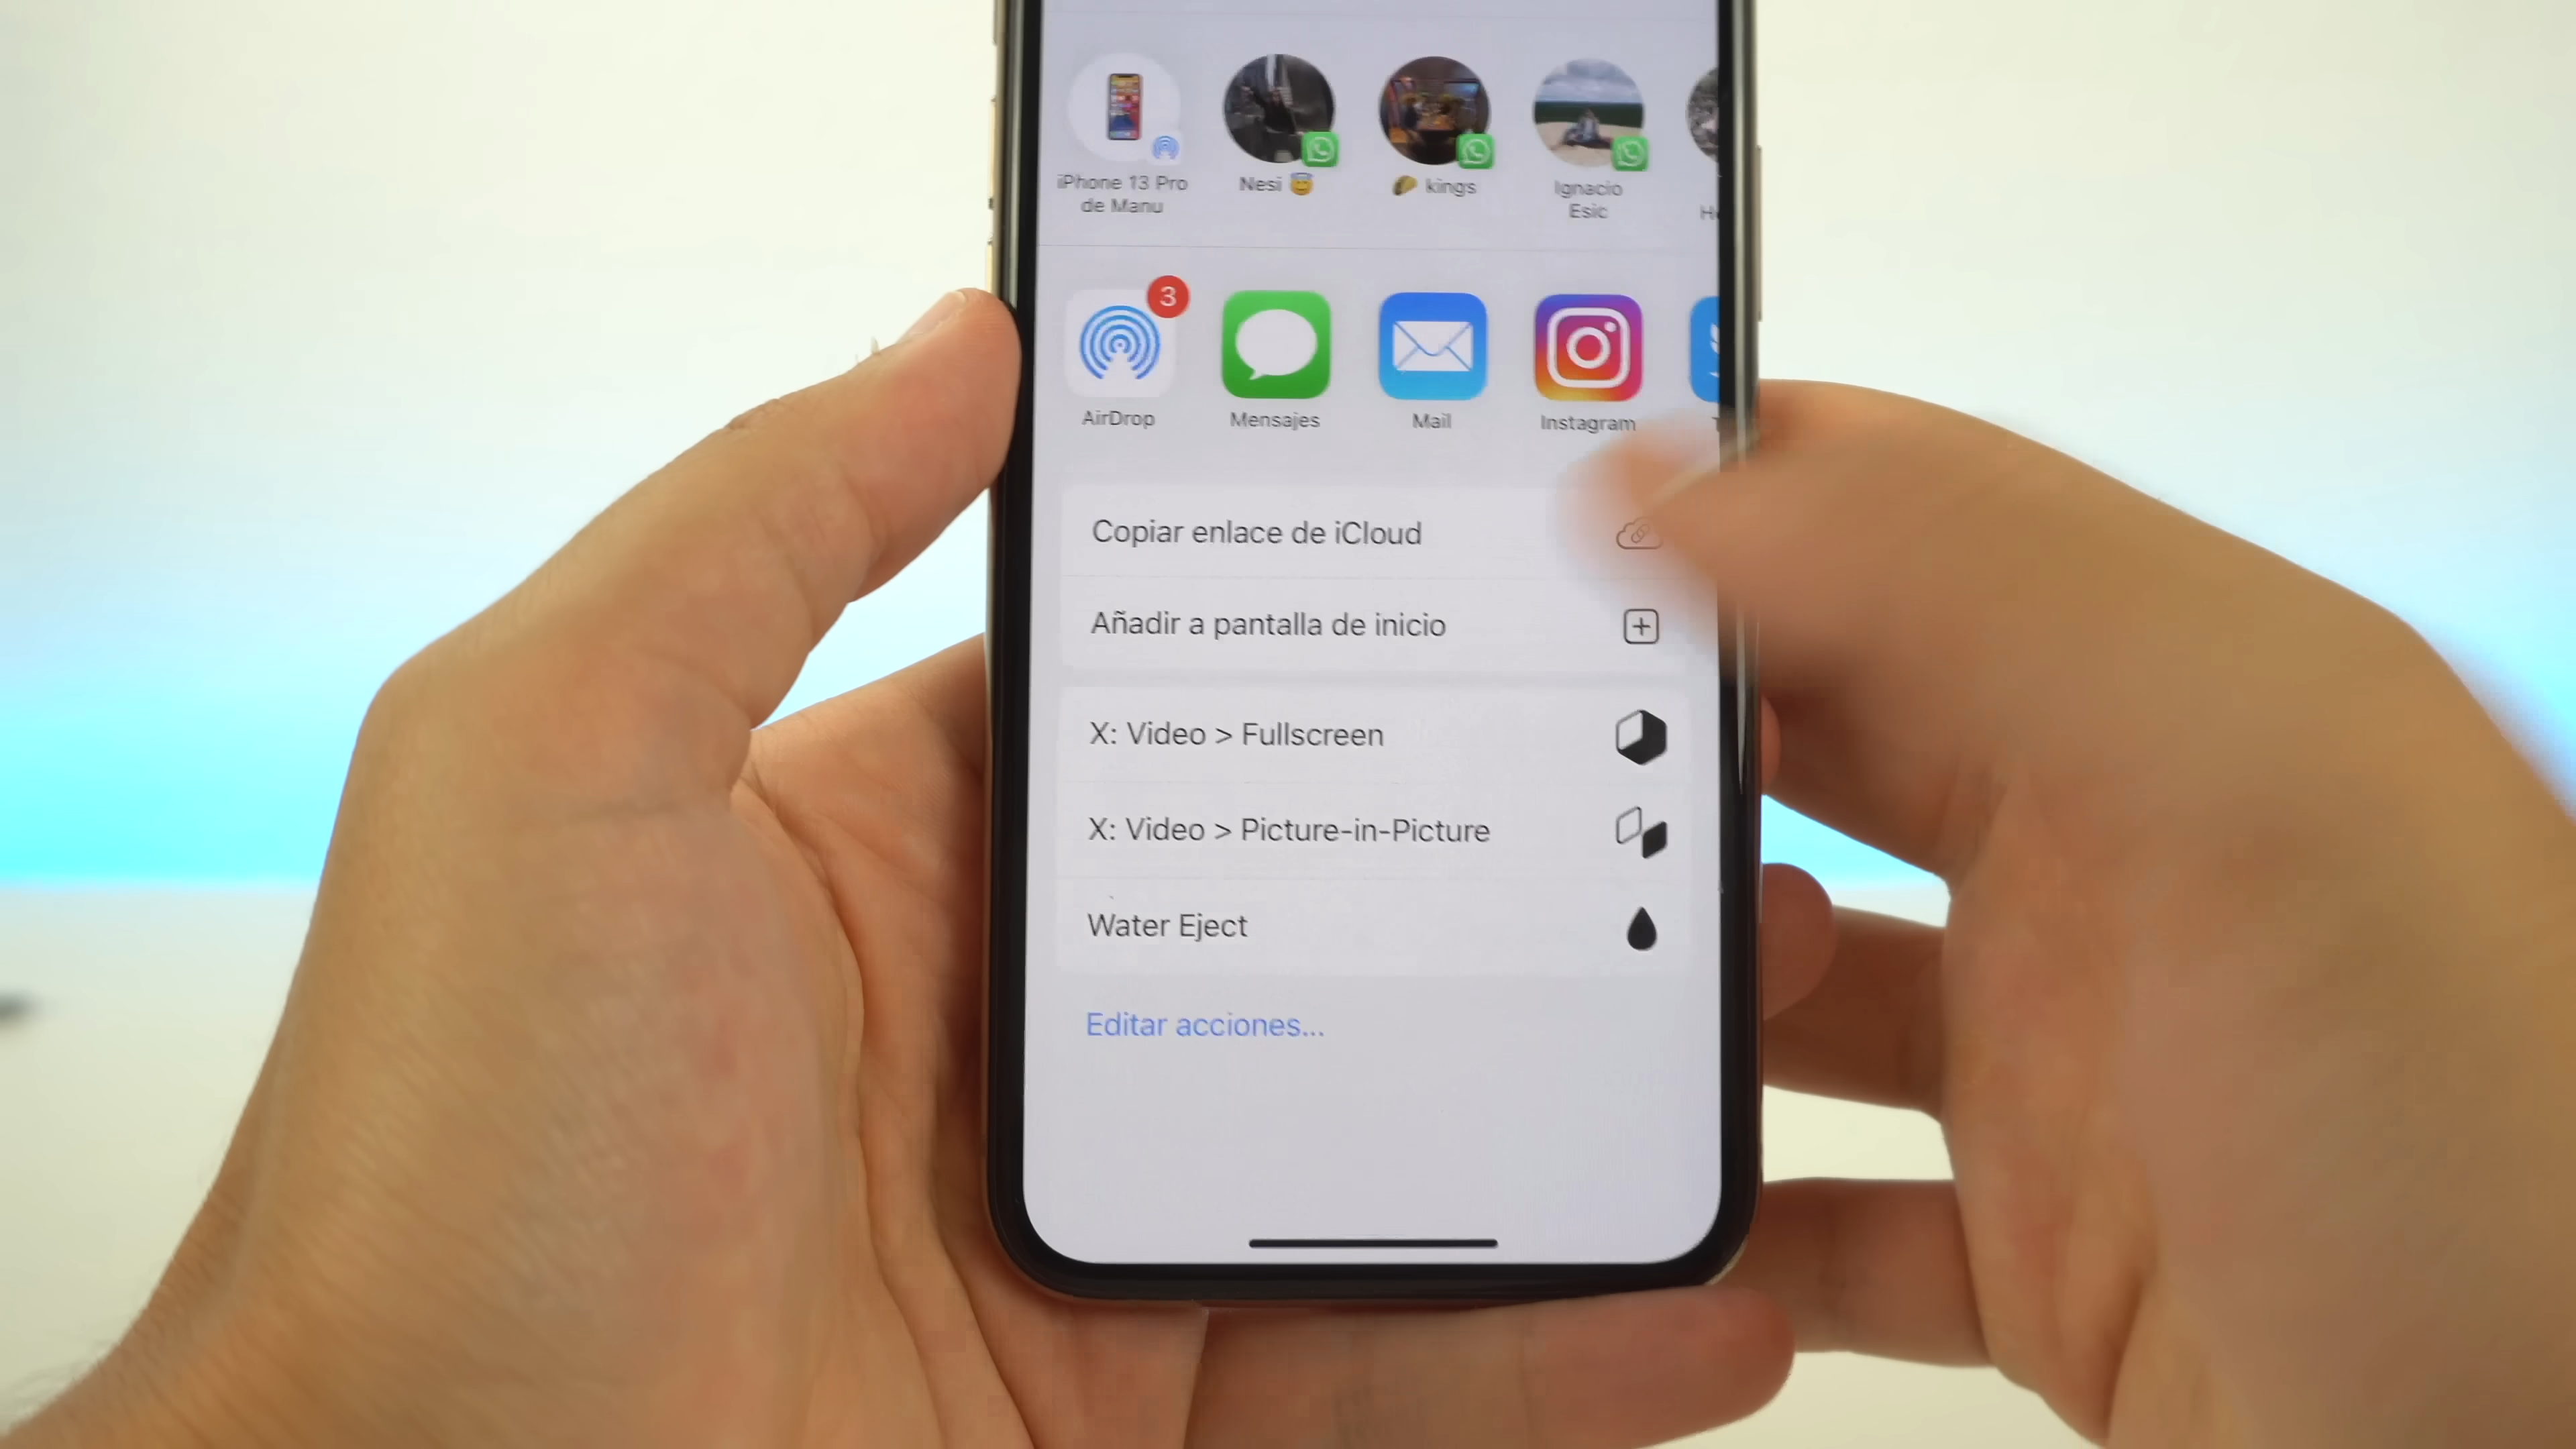 iPhone 13 Pro
de Manu
Nesi 😇
🌮 kings
Ignacio
Esic
3
AirDrop
Mensajes
Mail
Instagram
Copiar enlace de iCloud
Añadir a pantalla de inicio
X: Video > Fullscreen
X: Video > Picture-in-Picture
Water Eject
Editar acciones...